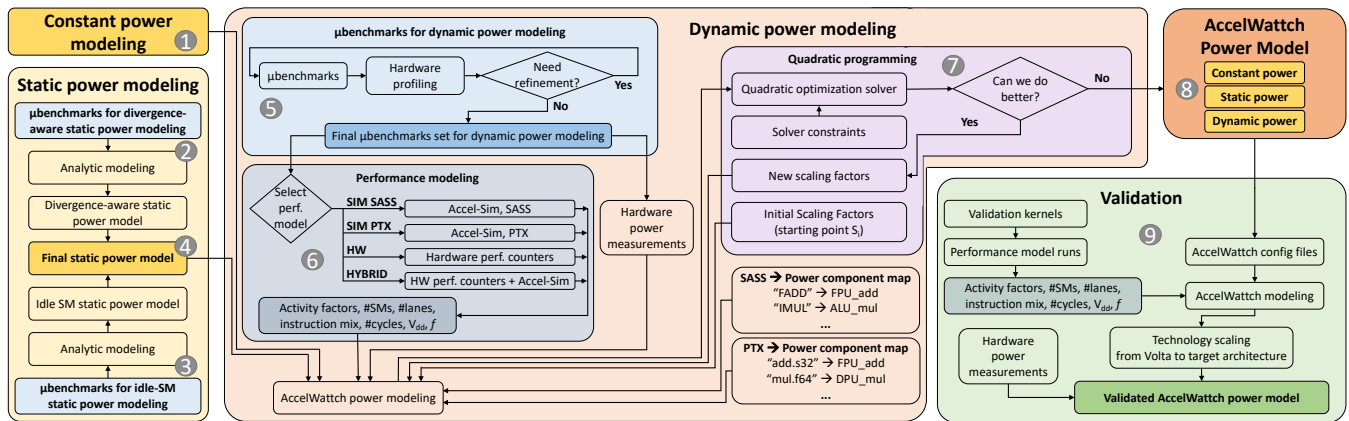 Constant power
modeling
1
Static power modeling
µbenchmarks for divergence-
aware static power modeling
2
Analytic modeling
Divergence-aware static
power model
4
Final static power model
Idle SM static power model
Analytic modeling
3
µbenchmarks for idle-SM
static power modeling
Dynamic power modeling
µbenchmarks for dynamic power modeling
µbenchmarks
Hardware
profiling
Need
refinement?
Yes
No
5
Final µbenchmarks set for dynamic power modeling
Performance modeling
Select
perf.
model
SIM SASS
Accel-Sim, SASS
SIM PTX
Accel-Sim, PTX
HW
Hardware perf. counters
HYBRID
HW perf. counters + Accel-Sim
6
Activity factors, #SMs, #lanes,
instruction mix, #cycles, Vdd, f
Hardware
power
measurements
AccelWattch power modeling
Quadratic programming
7
Quadratic optimization solver
Can we do
better?
No
Yes
Solver constraints
New scaling factors
Initial Scaling Factors
(starting point Si)
SASS → Power component map
“FADD” → FPU_add
“IMUL” → ALU_mul
...
PTX → Power component map
“add.s32” → FPU_add
“mul.f64” → DPU_mul
...
AccelWattch
Power Model
8
Constant power
Static power
Dynamic power
Validation
Validation kernels
9
Performance model runs
AccelWattch config files
Activity factors, #SMs, #lanes,
instruction mix, #cycles, Vdd, f
AccelWattch modeling
Hardware
power
measurements
Technology scaling
from Volta to target architecture
Validated AccelWattch power model